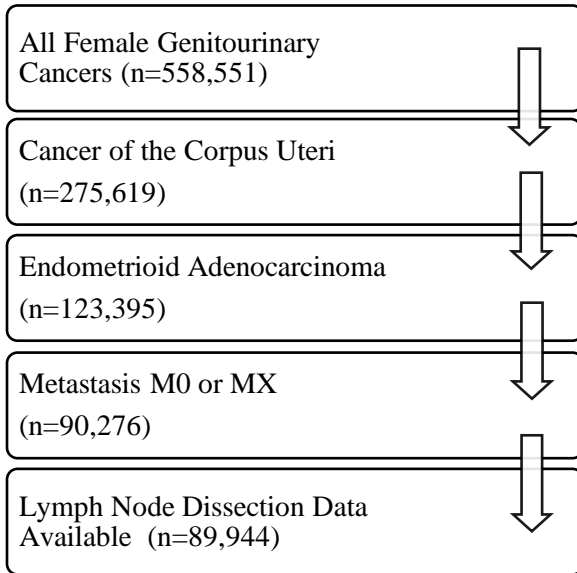 All Female Genitourinary
Cancers (n=558,551)
Cancer of the Corpus Uteri
(n=275,619)
Endometrioid Adenocarcinoma
(n=123,395)
Metastasis M0 or MX
(n=90,276)
Lymph Node Dissection Data
Available  (n=89,944)